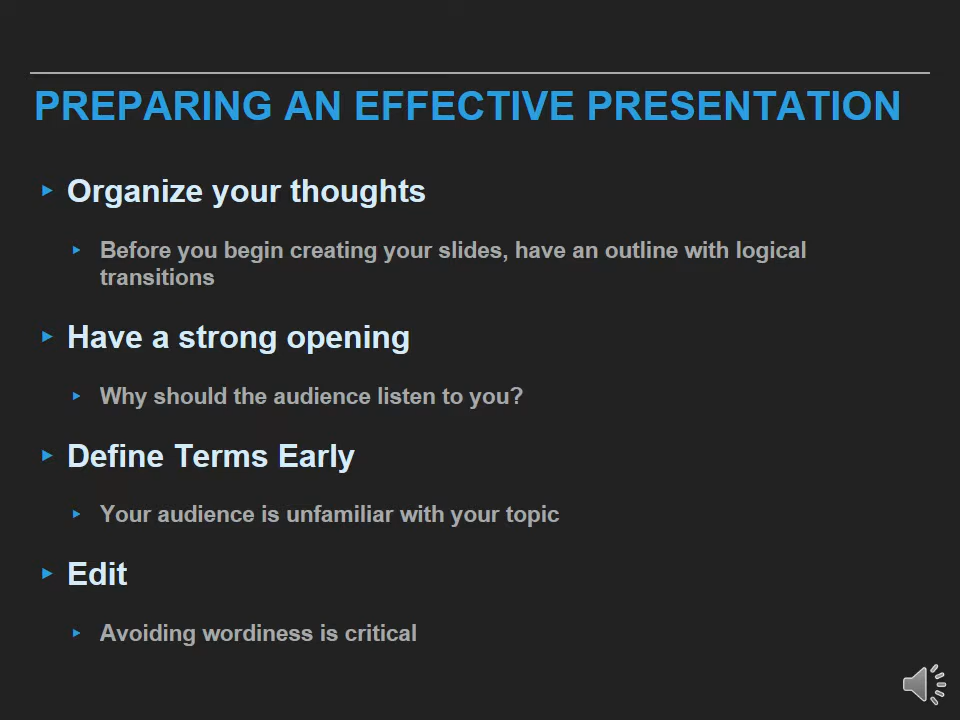 PREPARING AN EFFECTIVE PRESENTATION
Organize your thoughts
Before you begin creating your slides, have an outline with logical
transitions
Have a strong opening
Why should the audience listen to you?
Define Terms Early
Your audience is unfamiliar with your topic
Edit
Avoiding wordiness is critical